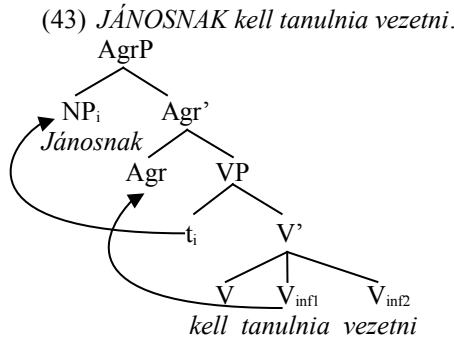 (43) JÁNOSNAK kell tanulnia vezetni.
AgrP
NPi Agr’
Jánosnak
Agr VP
ti V’
V Vinf1 Vinf2
kell tanulnia vezetni